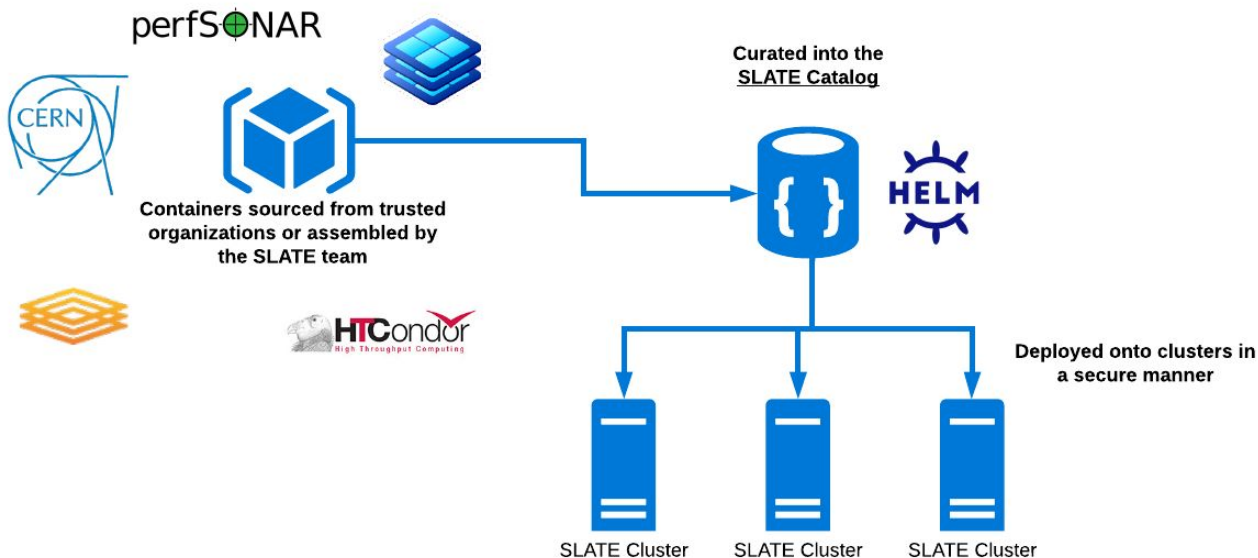 perfSONAR
CERN
Containers sourced from trusted
organizations or assembled by
the SLATE team
HTCondor
High Throughput Computing
Curated into the
SLATE Catalog
{ }
HELM
Deployed onto clusters in
a secure manner
SLATE Cluster
SLATE Cluster
SLATE Cluster